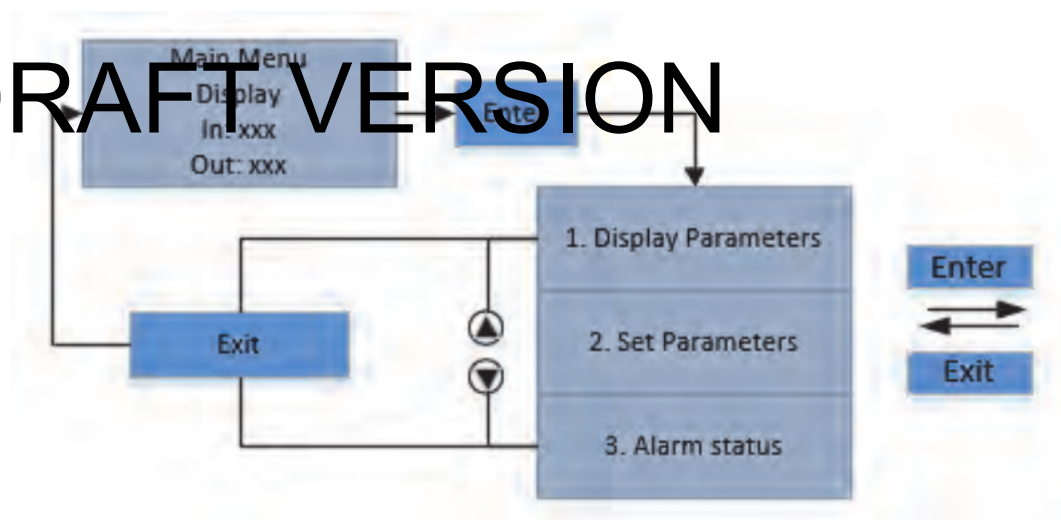 Main Menu
Display
In: xxx
Out: xxx
RAFT VERSION
Enter
1. Display Parameters
2. Set Parameters
3. Alarm status
Exit
Enter
Exit